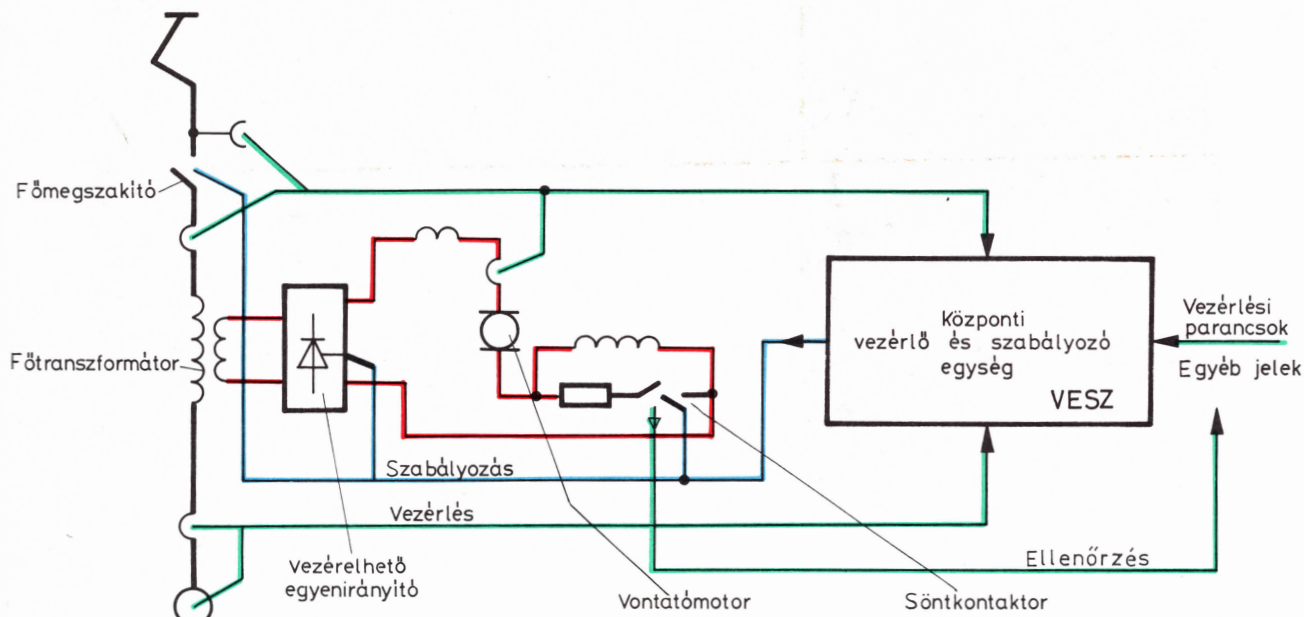 Főmegszakító
Főtranszformátor
Központi
vezérlő és szabályozó
egység
VESZ
Vezérlési
parancsok
Egyéb jelek
Szabályozás
Vezérlés
Ellenőrzés
vezérelhető
egyenirányító
Vontatómotor
Söntkontaktor